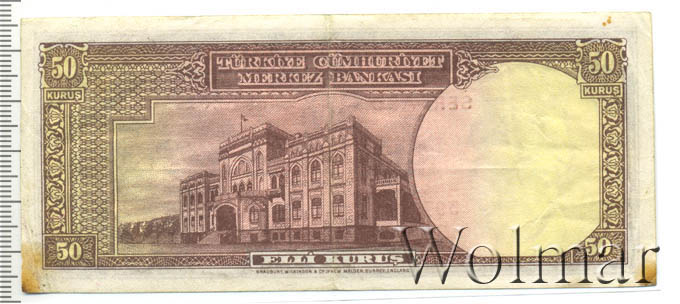 TÜRKİYE CÜMHURİYET
MERKEZ BANKASI
50
KURUŞ
50
KURUŞ
50
50
ELLİ KURUŞ
BRADBURY, WILKINSON & Cº Lᴰ NEW MALDEN, SURREY, ENGLAND
Wolmar